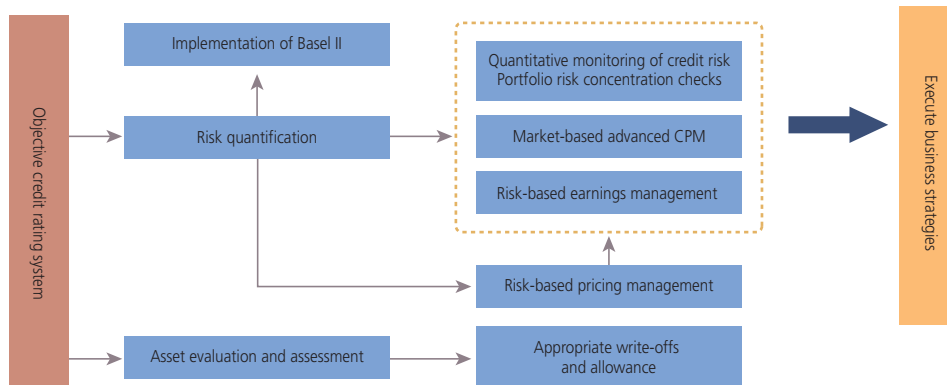 Objective credit rating system
Implementation of Basel II
Risk quantification
Quantitative monitoring of credit risk
Portfolio risk concentration checks
Market-based advanced CPM
Risk-based earnings management
Risk-based pricing management
Asset evaluation and assessment
Appropriate write-offs
and allowance
Execute business strategies